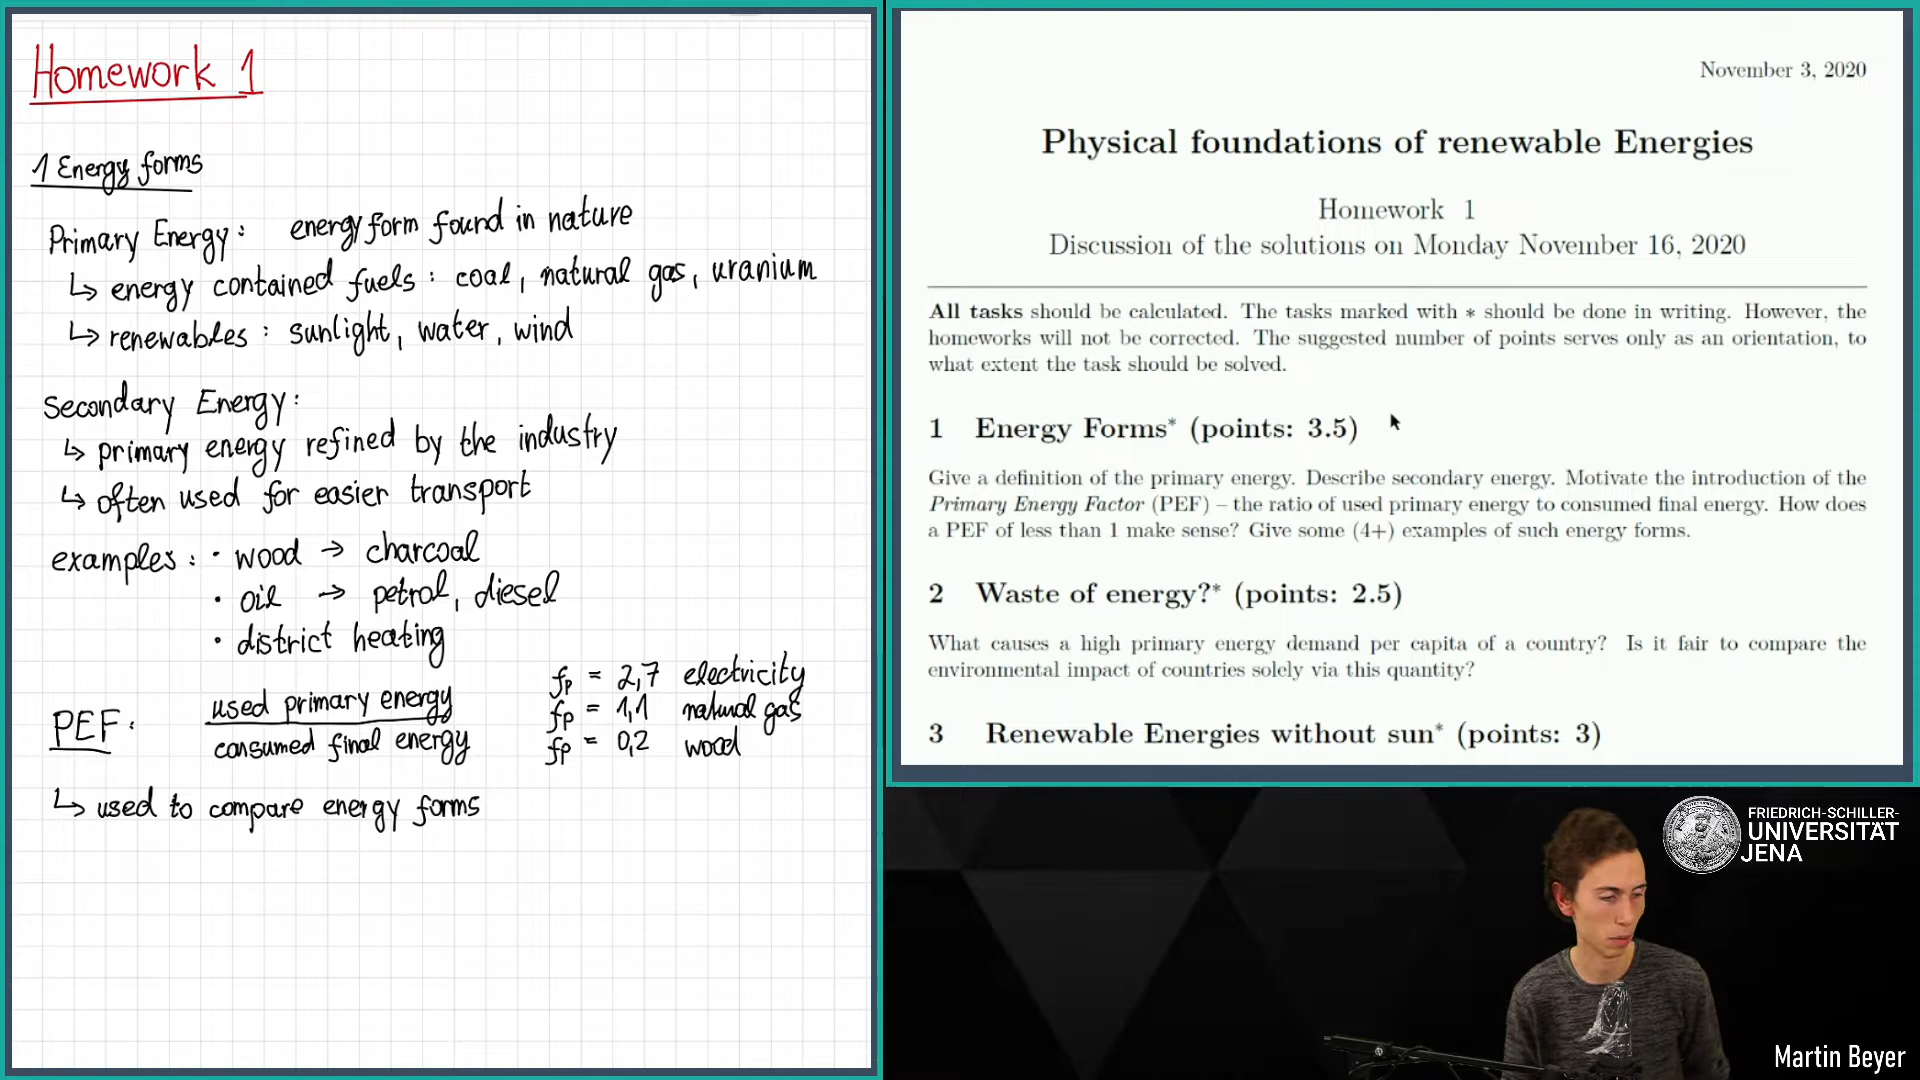 Homework 1
1 Energy forms
Primary Energy: energy form found in nature
↳ energy contained fuels: coal, natural gas, uranium
↳ renewables: sunlight, water, wind
Secondary Energy:
↳ primary energy refined by the industry
↳ often used for easier transport
examples: · wood → charcoal
· oil → petrol, diesel
· district heating
PEF: used primary energy
consumed final energy
fp = 2,7 electricity
fp = 1,1 natural gas
fp = 0,2 wood
↳ used to compare energy forms
November 3, 2020
Physical foundations of renewable Energies
Homework 1
Discussion of the solutions on Monday November 16, 2020
All tasks should be calculated. The tasks marked with * should be done in writing. However, the
homeworks will not be corrected. The suggested number of points serves only as an orientation, to
what extent the task should be solved.
1 Energy Forms* (points: 3.5)
Give a definition of the primary energy. Describe secondary energy. Motivate the introduction of the
Primary Energy Factor (PEF) – the ratio of used primary energy to consumed final energy. How does
a PEF of less than 1 make sense? Give some (4+) examples of such energy forms.
2 Waste of energy?* (points: 2.5)
What causes a high primary energy demand per capita of a country? Is it fair to compare the
environmental impact of countries solely via this quantity?
3 Renewable Energies without sun* (points: 3)
FRIEDRICH-SCHILLER-
UNIVERSITÄT
JENA
Martin Beyer